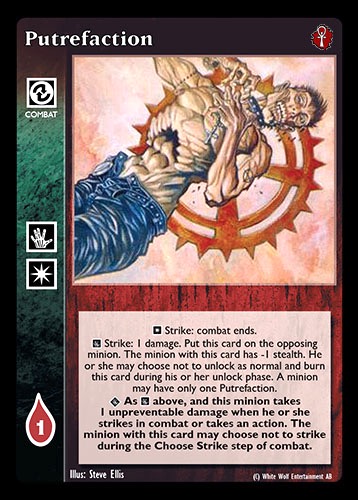 Putrefaction
COMBAT
Strike: combat ends.
Strike: 1 damage. Put this card on the opposing
minion. The minion with this card has -1 stealth. He
or she may choose not to unlock as normal and burn
this card during his or her unlock phase. A minion
may have only one Putrefaction.
As above, and this minion takes
1 unpreventable damage when he or she
strikes in combat or takes an action. The
minion with this card may choose not to strike
during the Choose Strike step of combat.
1
Illus: Steve Ellis (C) White Wolf Entertainment AB